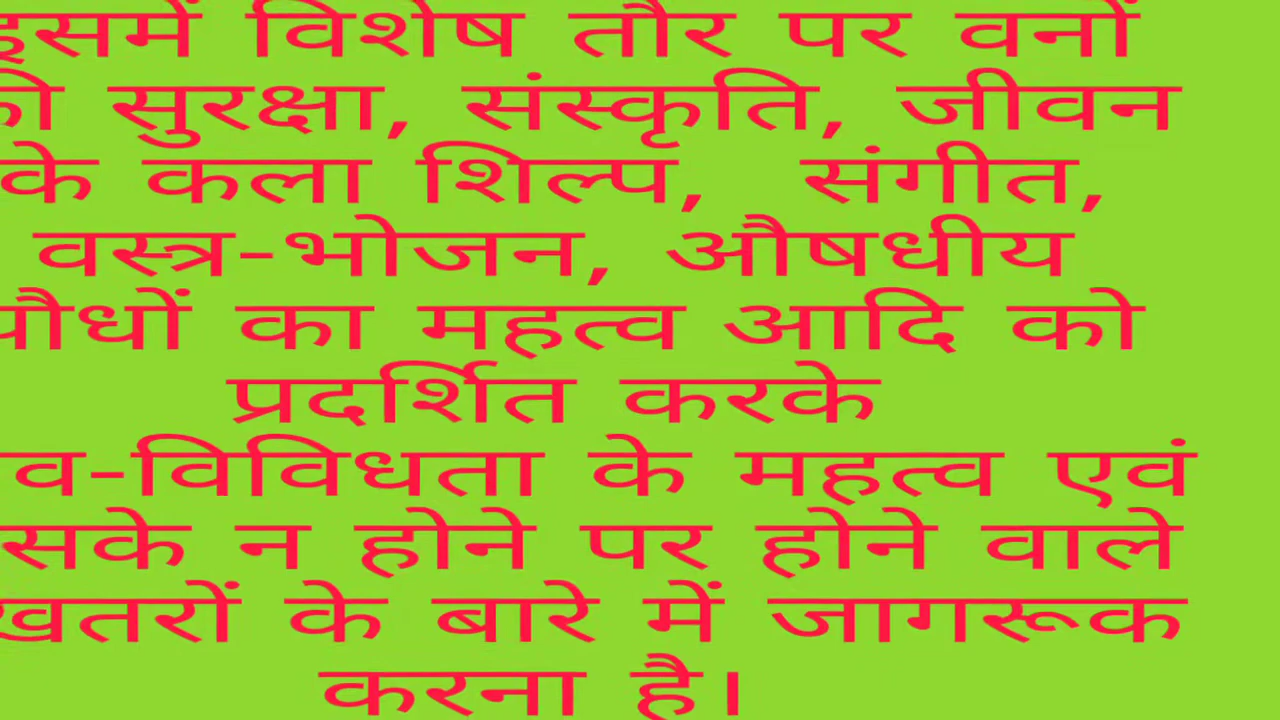 इसमें विशेष तौर पर वनों
की सुरक्षा, संस्कृति, जीवन
के कला शिल्प, संगीत,
वस्त्र-भोजन, औषधीय
पौधों का महत्व आदि को
प्रदर्शित करके
व-विविधता के महत्व एवं
सके न होने पर होने वाले
खतरों के बारे में जागरूक
करना है।